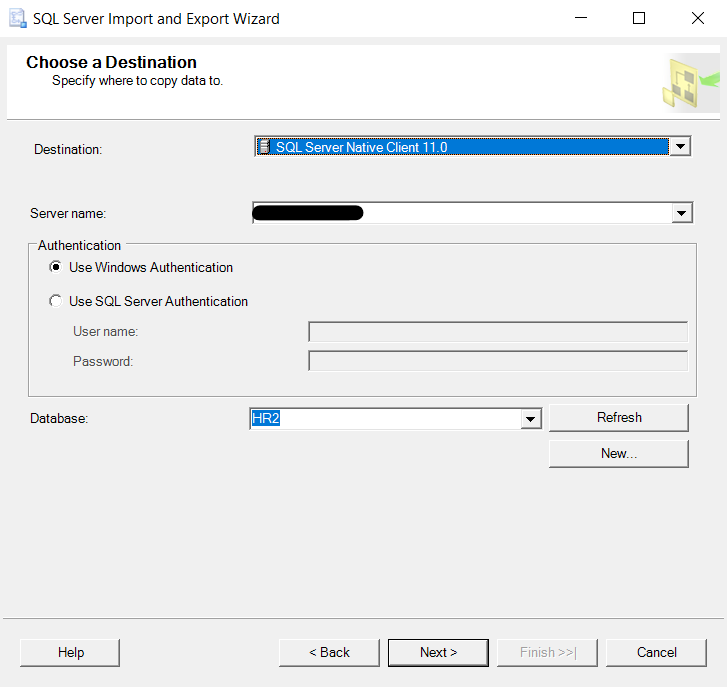 SQL Server Import and Export Wizard
Choose a Destination
Specify where to copy data to.
Destination: SQL Server Native Client 11.0
Server name:
Authentication
Use Windows Authentication
Use SQL Server Authentication
User name:
Password:
Database: HR2 Refresh
New...
Help < Back Next > Finish >>| Cancel